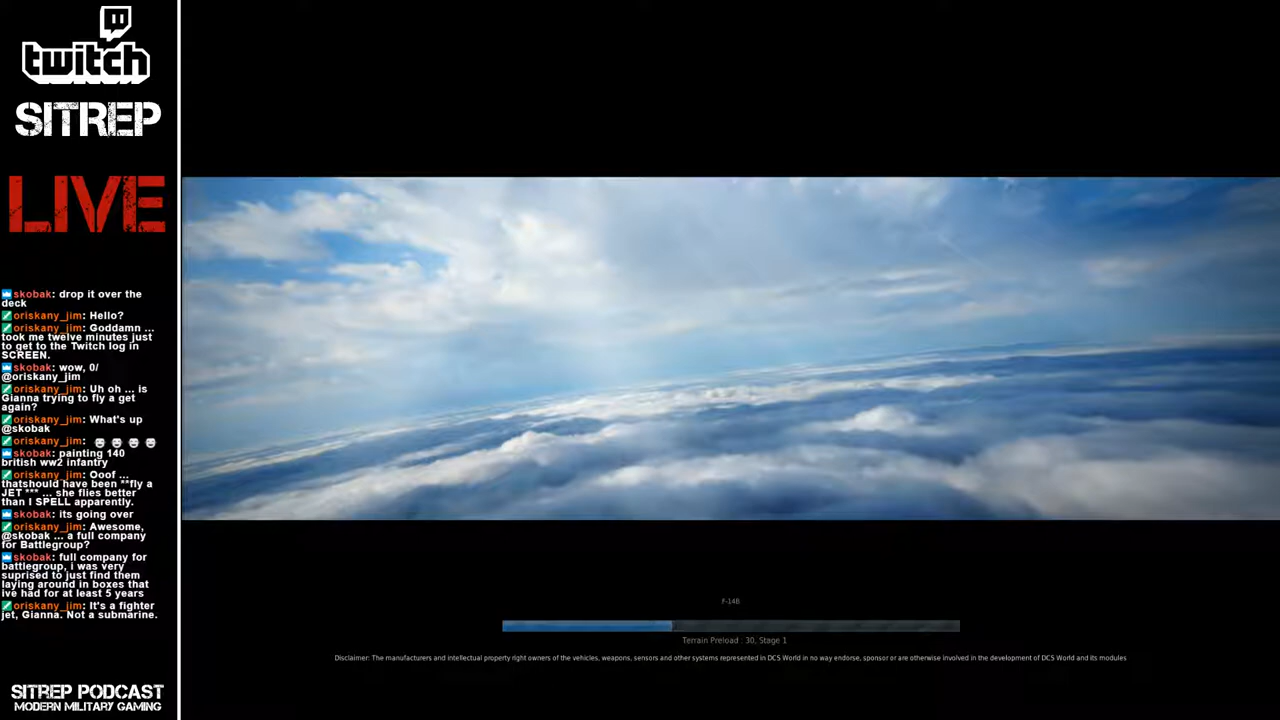 twitch
SITREP
LIVE
skobak: drop it over the
deck
oriskany_jim: Hello?
oriskany_jim: Goddamn ...
took me twelve minutes just
to get to the Twitch log in
SCREEN.
skobak: wow, 0/
@oriskany_jim
oriskany_jim: Uh oh ... is
Gianna trying to fly a get
again?
oriskany_jim: What's up
@skobak
oriskany_jim:
skobak: painting 140
british ww2 infantry
oriskany_jim: Ooof ...
thatshould have been **fly a
JET *** ... she flies better
than I SPELL apparently.
skobak: its going over
oriskany_jim: Awesome,
@skobak ... a full company
for Battlegroup?
skobak: full company for
battlegroup, i was very
suprised to just find them
laying around in boxes that
ive had for at least 5 years
oriskany_jim: It's a fighter
jet, Gianna. Not a submarine.
SITREP PODCAST
MODERN MILITARY GAMING
F-14B
Terrain Preload : 30, Stage 1
Disclaimer: The manufacturers and intellectual property right owners of the vehicles, weapons, sensors and other systems represented in DCS World in no way endorse, sponsor or are otherwise involved in the development of DCS World and its modules